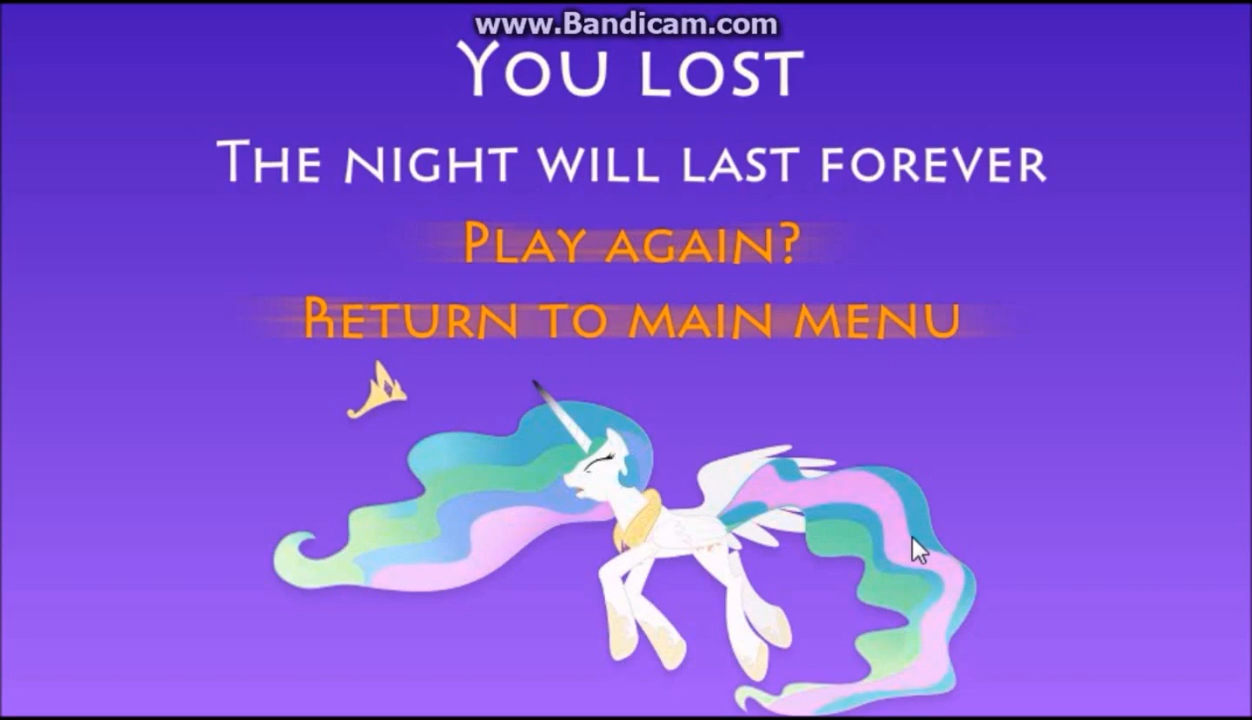 www.Bandicam.com
You lost
The night will last forever
Play again?
Return to main menu